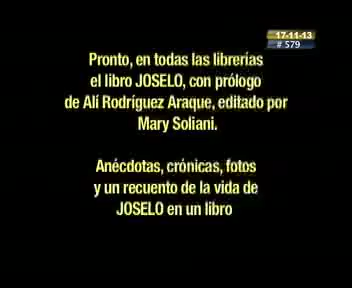 17-11-13
# 579
Pronto, en todas las librerías
el libro JOSELO, con prólogo
de Alí Rodríguez Araque, editado por
Mary Soliani.
Anécdotas, crónicas, fotos
y un recuento de la vida de
JOSELO en un libro